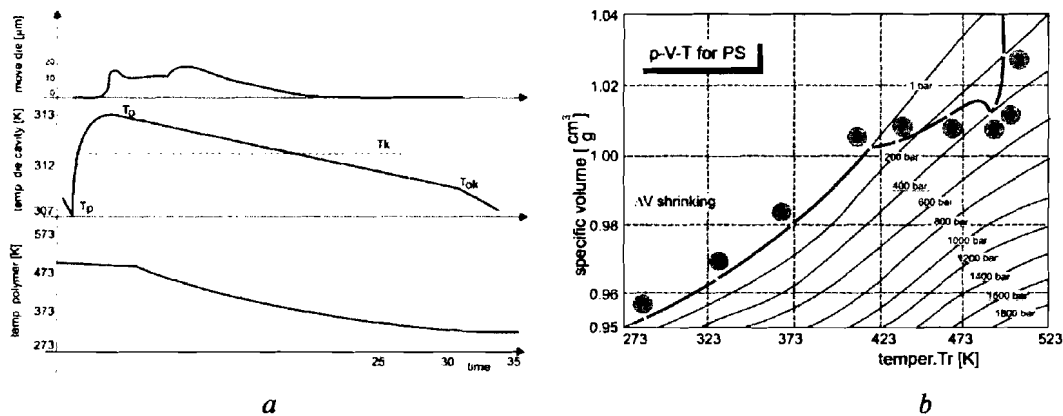 move die [µm]
20
10
0
temp die cavity [K]
313
312
307
To
Tk
Tok
Tp
temp polymer [K]
573
473
373
273
25
30
35
time
a
specific volume [cm³/g]
1.04
1.02
1.00
0.98
0.96
0.95
p-V-T for PS
ΔV shrinking
1 bar
200 bar
400 bar
600 bar
800 bar
1000 bar
1200 bar
1400 bar
1600 bar
1800 bar
273
323
373
423
473
523
temper.Tr [K]
b